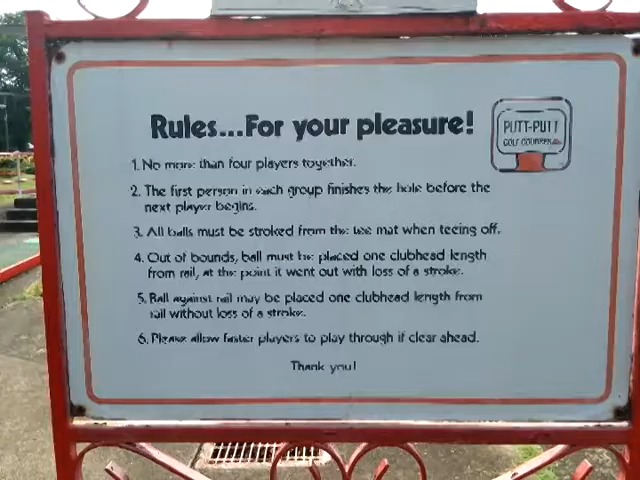 Rules...For your pleasure!
PUTT-PUTT
GOLF COURSES
1. No more than four players together.
2. The first person in each group finishes the hole before the
next player begins.
3. All balls must be stroked from the tee mat when teeing off.
4. Out of bounds, ball must be placed one clubhead length
from rail, at the point it went out with loss of a stroke.
5. Ball against rail may be placed one clubhead length from
rail without loss of a stroke.
6. Please allow faster players to play through if clear ahead.
Thank you!